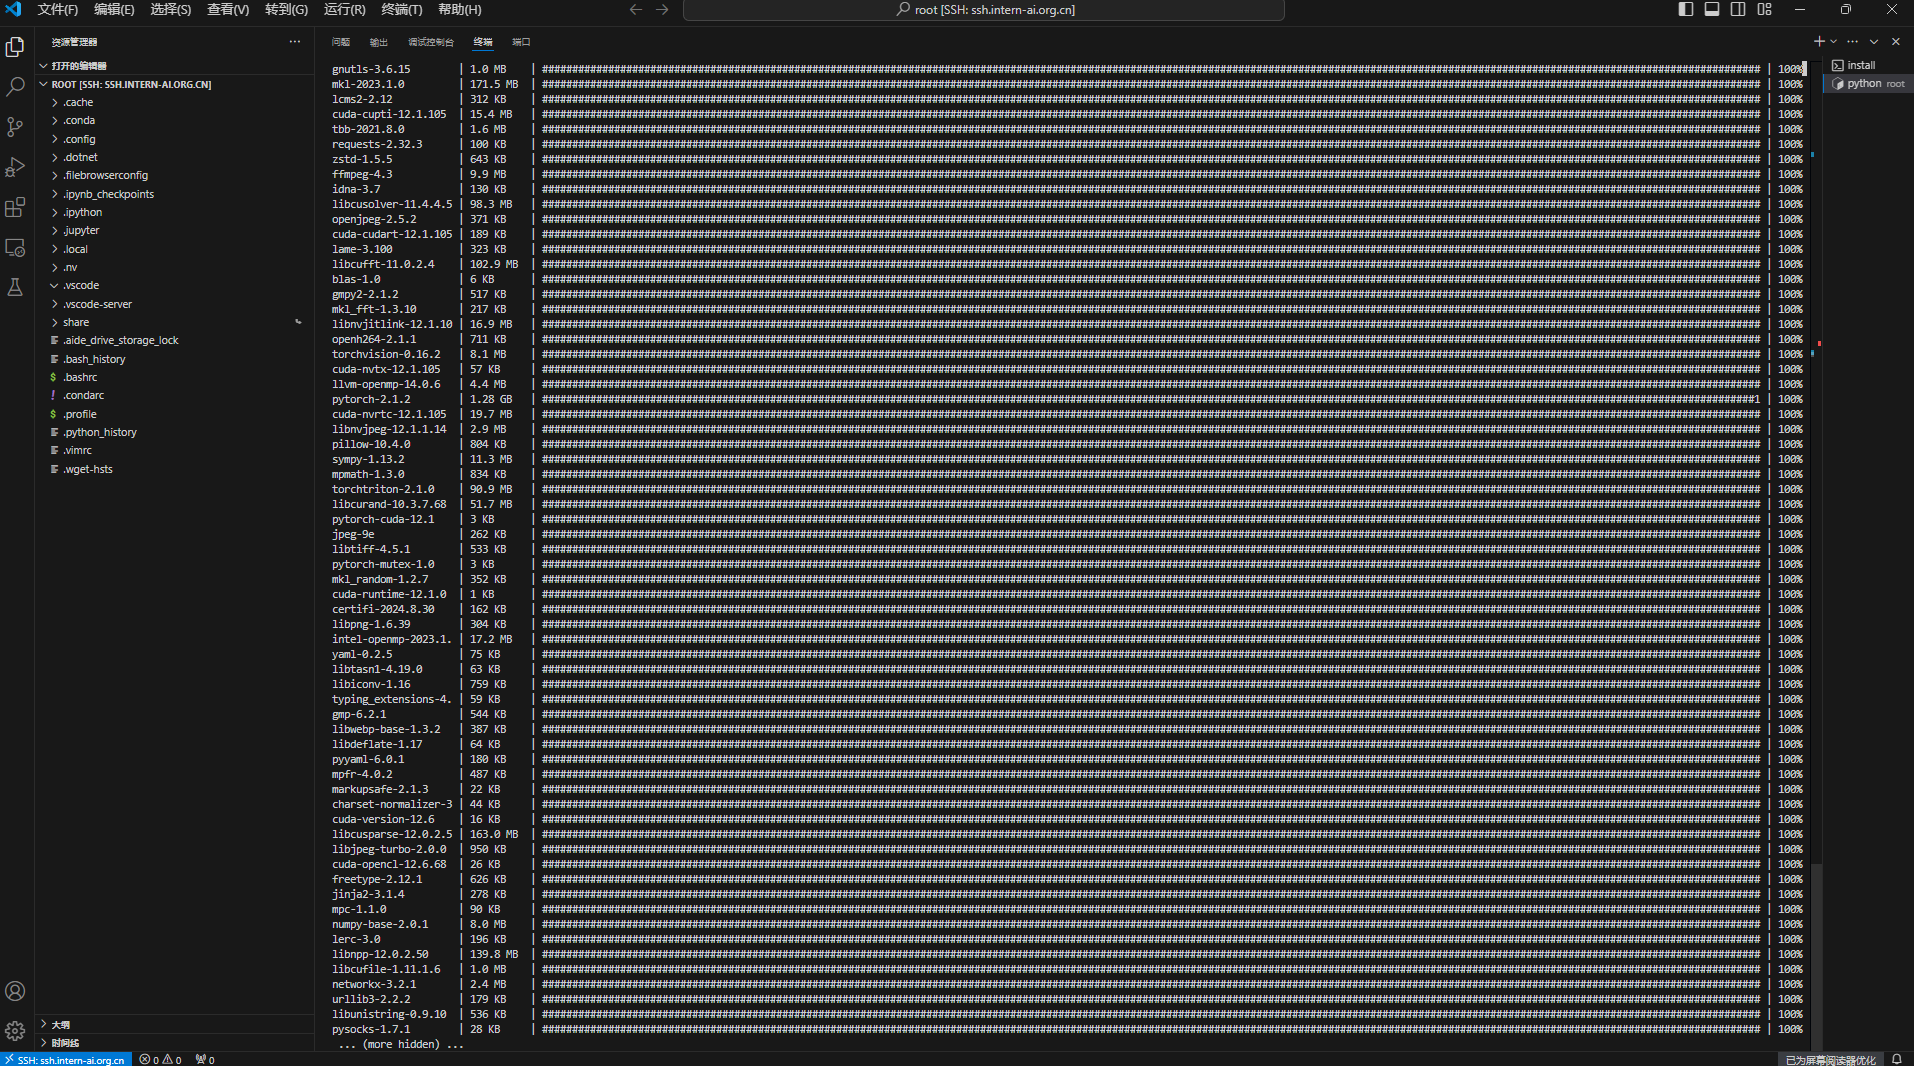 文件(F) 编辑(E) 选择(S) 查看(V) 转到(G) 运行(R) 终端(T) 帮助(H)
root [SSH: ssh.intern-ai.org.cn]
资源管理器
打开的编辑器
ROOT [SSH: SSH.INTERN-AI.ORG.CN]
.cache
.conda
.config
.dotnet
.filebrowserconfig
.ipynb_checkpoints
.ipython
.jupyter
.local
.nv
.vscode
.vscode-server
share
.aide_drive_storage_lock
.bash_history
.bashrc
.condarc
.profile
.python_history
.vimrc
.wget-hsts
大纲
时间线
问题 输出 调试控制台 终端 端口
gnutls-3.6.15 | 1.0 MB | 100%
mkl-2023.1.0 | 171.5 MB | 100%
lcms2-2.12 | 312 KB | 100%
cuda-cupti-12.1.105 | 15.4 MB | 100%
tbb-2021.8.0 | 1.6 MB | 100%
requests-2.32.3 | 100 KB | 100%
zstd-1.5.5 | 643 KB | 100%
ffmpeg-4.3 | 9.9 MB | 100%
idna-3.7 | 130 KB | 100%
libcusolver-11.4.4.5 | 98.3 MB | 100%
openjpeg-2.5.2 | 371 KB | 100%
cuda-cudart-12.1.105 | 189 KB | 100%
lame-3.100 | 323 KB | 100%
libcufft-11.0.2.4 | 102.9 MB | 100%
blas-1.0 | 6 KB | 100%
gmpy2-2.1.2 | 517 KB | 100%
mkl_fft-1.3.10 | 217 KB | 100%
libnvjitlink-12.1.10 | 16.9 MB | 100%
openh264-2.1.1 | 711 KB | 100%
torchvision-0.16.2 | 8.1 MB | 100%
cuda-nvtx-12.1.105 | 57 KB | 100%
llvm-openmp-14.0.6 | 4.4 MB | 100%
pytorch-2.1.2 | 1.28 GB | #1 | 100%
cuda-nvrtc-12.1.105 | 19.7 MB | 100%
libnvjpeg-12.1.1.14 | 2.9 MB | 100%
pillow-10.4.0 | 804 KB | 100%
sympy-1.13.2 | 11.3 MB | 100%
mpmath-1.3.0 | 834 KB | 100%
torchtriton-2.1.0 | 90.9 MB | 100%
libcurand-10.3.7.68 | 51.7 MB | 100%
pytorch-cuda-12.1 | 3 KB | 100%
jpeg-9e | 262 KB | 100%
libtiff-4.5.1 | 533 KB | 100%
pytorch-mutex-1.0 | 3 KB | 100%
mkl_random-1.2.7 | 352 KB | 100%
cuda-runtime-12.1.0 | 1 KB | 100%
certifi-2024.8.30 | 162 KB | 100%
libpng-1.6.39 | 304 KB | 100%
intel-openmp-2023.1. | 17.2 MB | 100%
yaml-0.2.5 | 75 KB | 100%
libtasn1-4.19.0 | 63 KB | 100%
libiconv-1.16 | 759 KB | 100%
typing_extensions-4. | 59 KB | 100%
gmp-6.2.1 | 544 KB | 100%
libwebp-base-1.3.2 | 387 KB | 100%
libdeflate-1.17 | 64 KB | 100%
pyyaml-6.0.1 | 180 KB | 100%
mpfr-4.0.2 | 487 KB | 100%
markupsafe-2.1.3 | 22 KB | 100%
charset-normalizer-3 | 44 KB | 100%
cuda-version-12.6 | 16 KB | 100%
libcusparse-12.0.2.5 | 163.0 MB | 100%
libjpeg-turbo-2.0.0 | 950 KB | 100%
cuda-opencl-12.6.68 | 26 KB | 100%
freetype-2.12.1 | 626 KB | 100%
jinja2-3.1.4 | 278 KB | 100%
mpc-1.1.0 | 90 KB | 100%
numpy-base-2.0.1 | 8.0 MB | 100%
lerc-3.0 | 196 KB | 100%
libnpp-12.0.2.50 | 139.8 MB | 100%
libcufile-1.11.1.6 | 1.0 MB | 100%
networkx-3.2.1 | 2.4 MB | 100%
urllib3-2.2.2 | 179 KB | 100%
libunistring-0.9.10 | 536 KB | 100%
pysocks-1.7.1 | 28 KB | 100%
... (more hidden) ...
install
python root
SSH: ssh.intern-ai.org.cn 0 0 0
已为屏幕阅读器优化